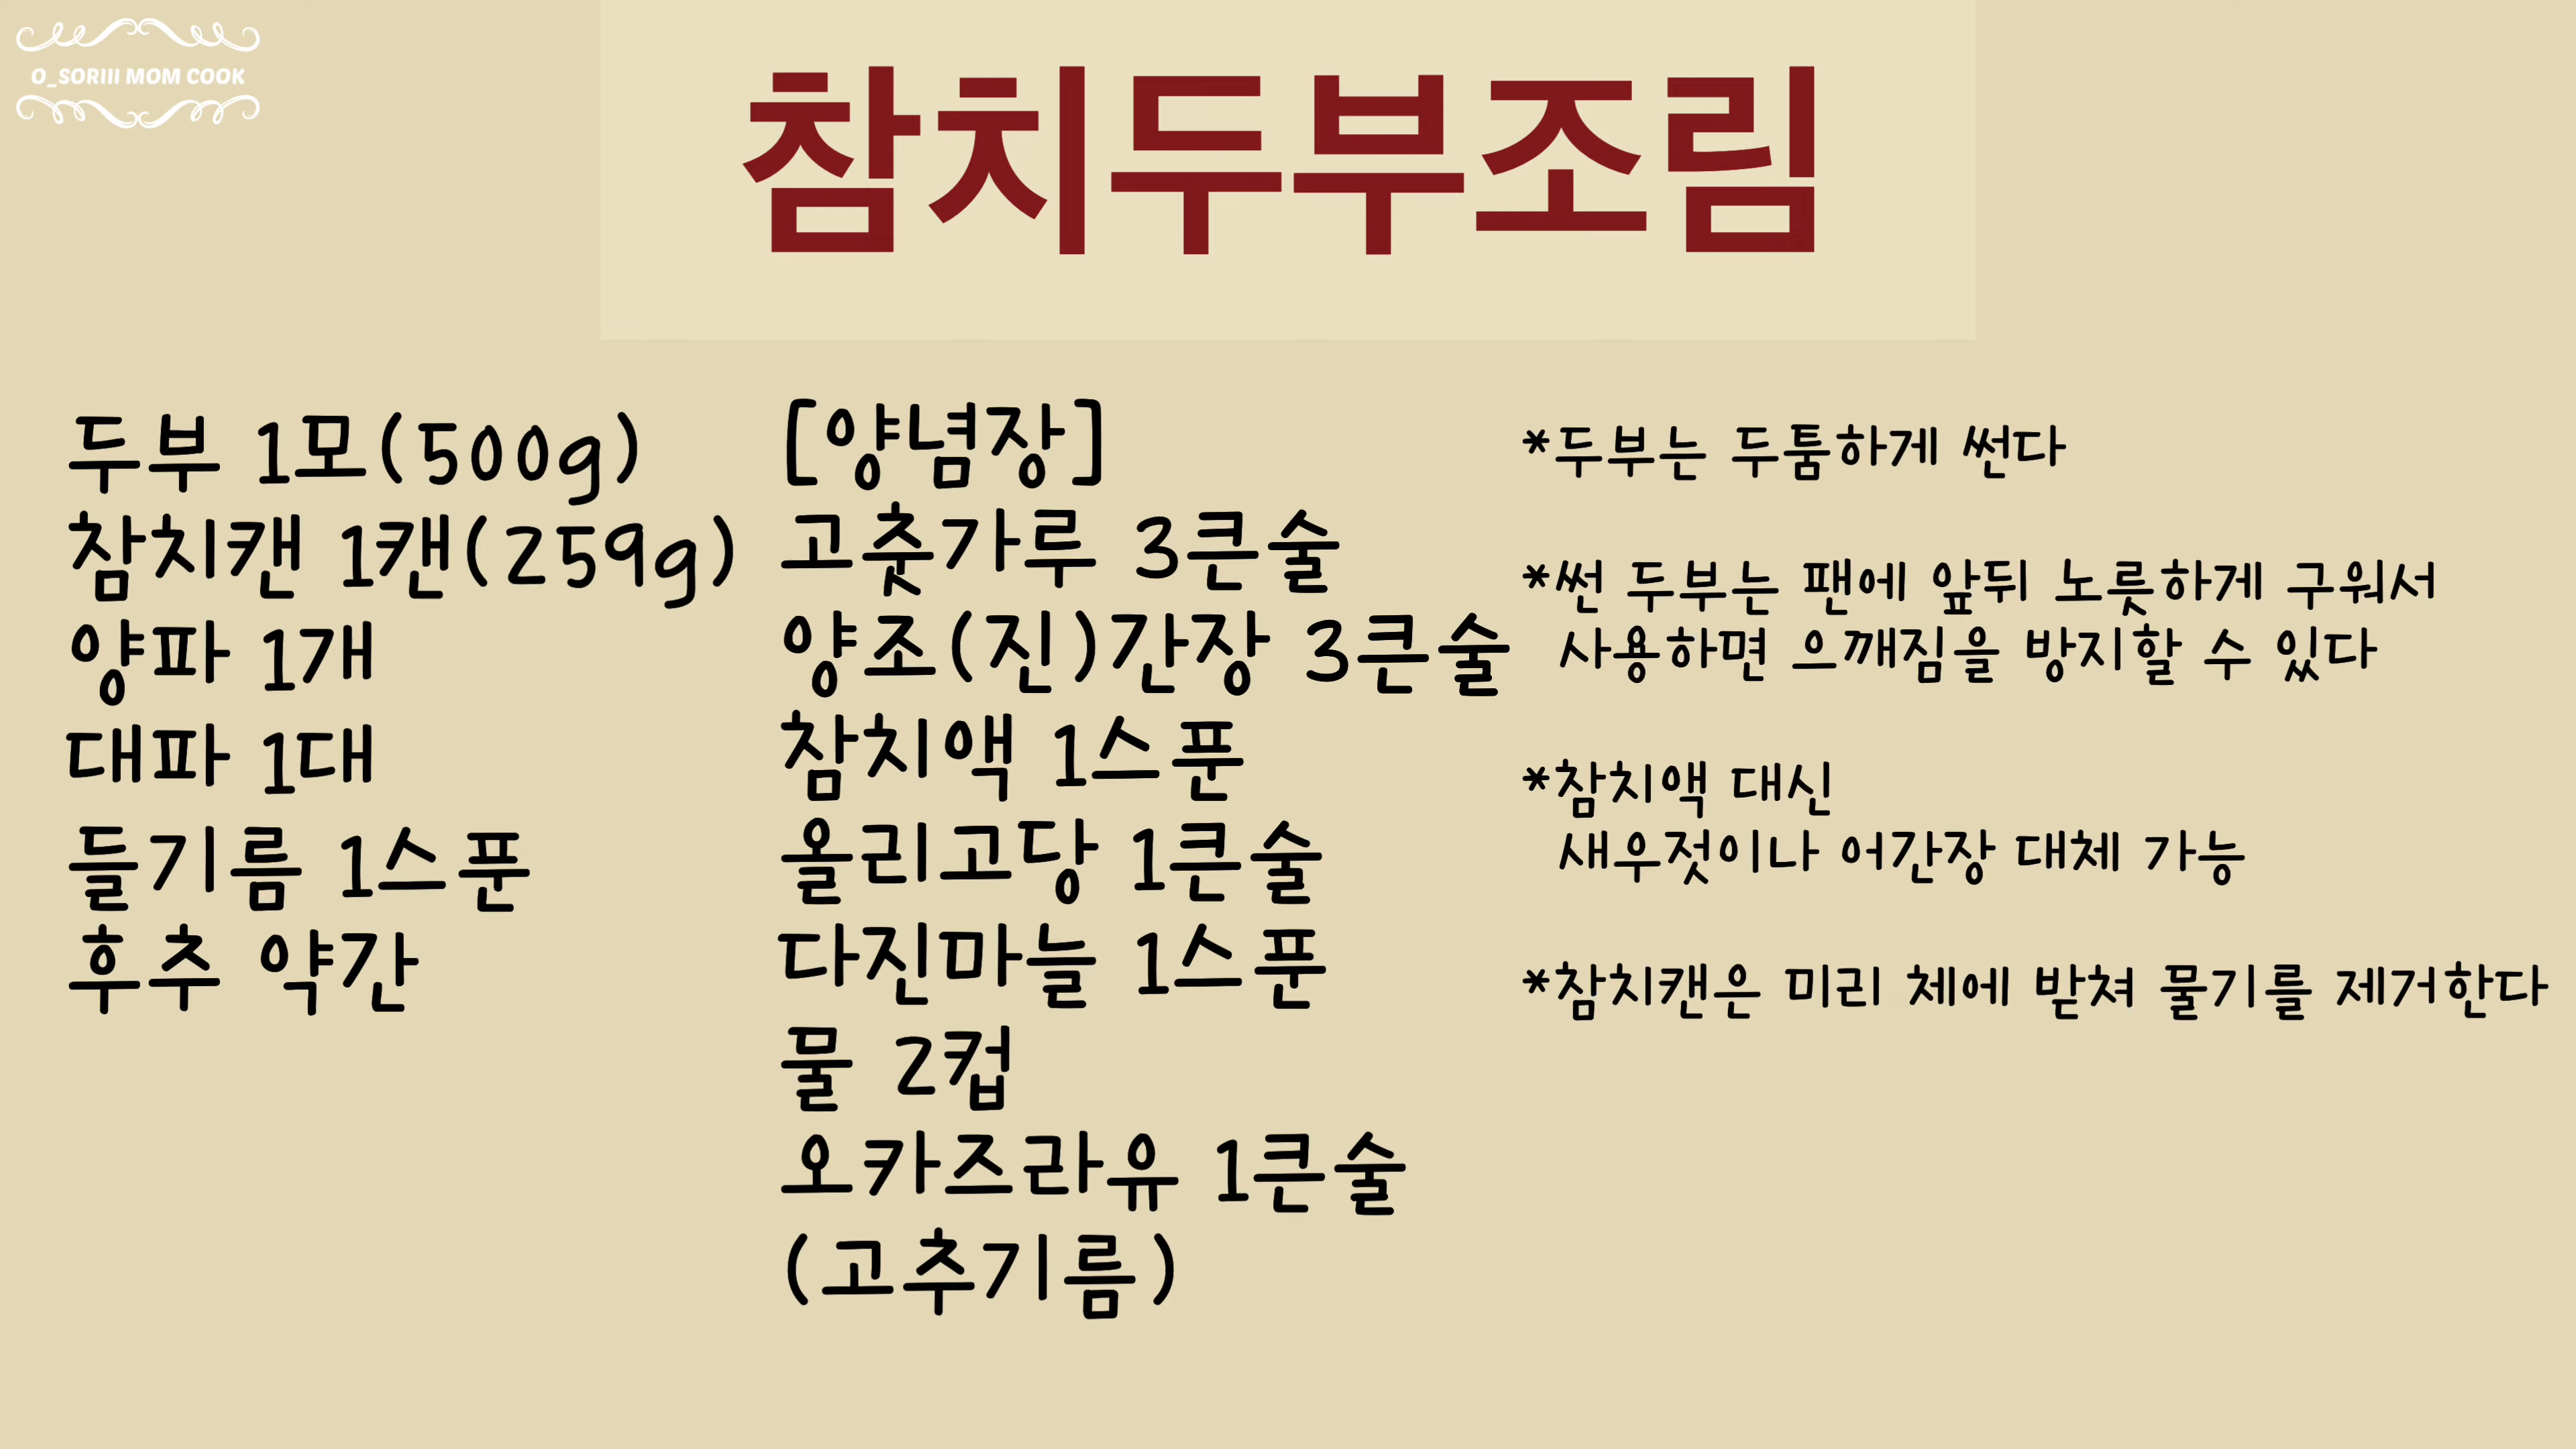 O_SORIII MOM COOK
참치두부조림
두부 1모(500g)
참치캔 1캔(259g)
양파 1개
대파 1대
들기름 1스푼
후추 약간
[양념장]
고춧가루 3큰술
양조(진)간장 3큰술
참치액 1스푼
올리고당 1큰술
다진마늘 1스푼
물 2컵
오카즈라유 1큰술
(고추기름)
*두부는 두툼하게 썬다
*썬 두부는 팬에 앞뒤 노릇하게 구워서
사용하면 으깨짐을 방지할 수 있다
*참치액 대신
새우젓이나 어간장 대체 가능
*참치캔은 미리 체에 받쳐 물기를 제거한다